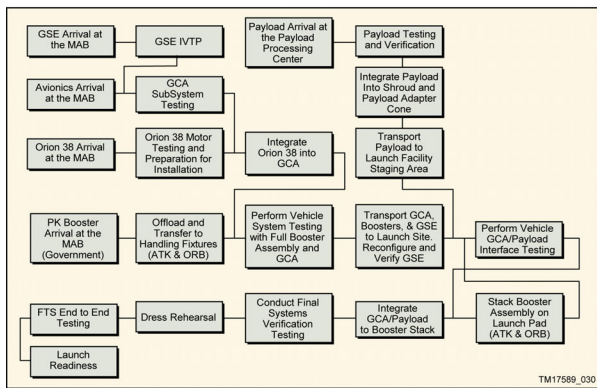 GSE Arrival at
the MAB
GSE IVTP
Payload Arrival at
the Payload
Processing
Center
Payload Testing
and Verification
Avionics Arrival
at the MAB
GCA
SubSystem
Testing
Integrate Payload
Into Shroud and
Payload Adapter
Cone
Orion 38 Arrival
at the MAB
Orion 38 Motor
Testing and
Preparation for
Installation
Integrate
Orion 38 into
GCA
Transport
Payload to
Launch Facility
Staging Area
PK Booster
Arrival at the
MAB
(Government)
Offload and
Transfer to
Handling Fixtures
(ATK & ORB)
Perform Vehicle
System Testing
with Full Booster
Assembly and
GCA
Transport GCA,
Boosters, & GSE
to Launch Site.
Reconfigure and
Verify GSE
Perform Vehicle
GCA/Payload
Interface Testing
FTS End to End
Testing
Dress Rehearsal
Conduct Final
Systems
Verification
Testing
Integrate
GCA/Payload
to Booster Stack
Stack Booster
Assembly on
Launch Pad
(ATK & ORB)
Launch
Readiness
TM17589_030